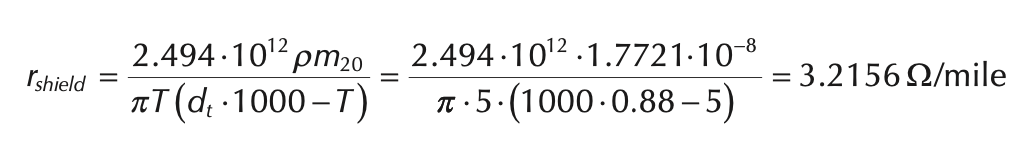 r_shield = 2.494·10^12 ρm_20 / πT(d_t·1000–T) = 2.494·10^12·1.7721·10^–8 / π·5·(1000·0.88–5) = 3.2156 Ω/mile